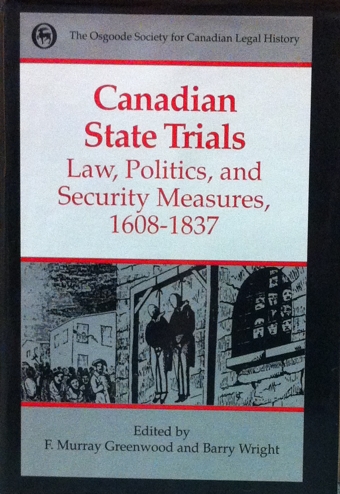 The Osgoode Society for Canadian Legal History
Canadian
State Trials
Law, Politics, and
Security Measures,
1608-1837
Edited by
F. Murray Greenwood and Barry Wright